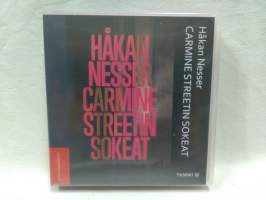 HÅKAN
NESSER
CARMINE
STREETIN
SOKEAT
Håkan Nesser
CARMINE STREETIN SOKEAT
TAMMI